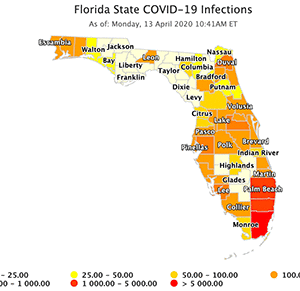 Florida State COVID-19 Infections
As of: Monday, 13 April 2020 10:41AM ET
Escambia
Walton
Jackson
Bay
Liberty
Franklin
Leon
Taylor
Hamilton
Columbia
Nassau
Duval
Bradford
Putnam
Dixie
Levy
Volusia
Citrus
Lake
Pasco
Pinellas
Polk
Brevard
Indian River
Highlands
Martin
Glades
Palm Beach
Lee
Collier
Monroe
- 25.00
25.00 - 50.00
50.00 - 100.00
100.00
00 - 1 000.00
1 000.00 - 5 000.00
> 5 000.00